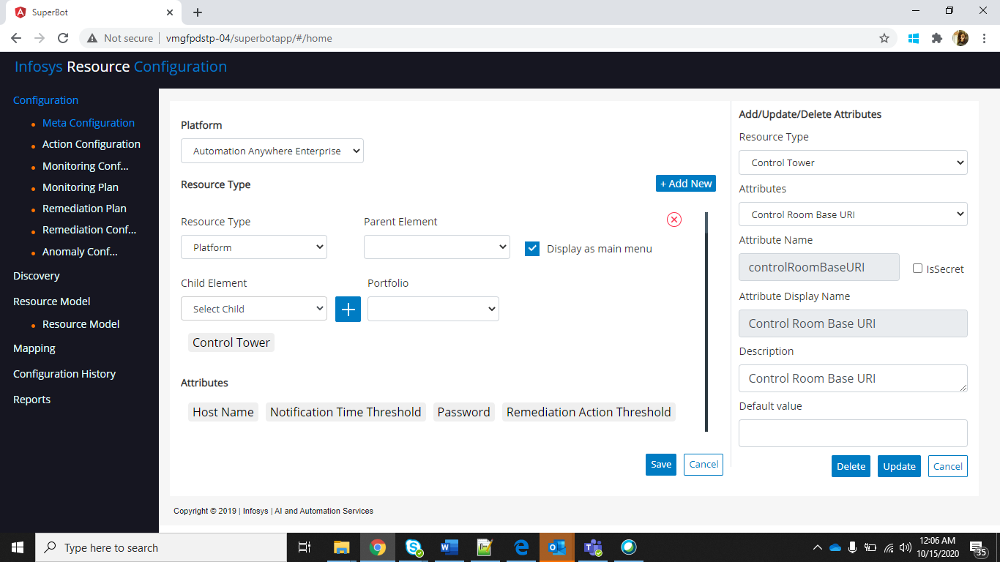 SuperBot
Not secure
vmgfpdstp-04/superbotapp/#/home
Infosys Resource Configuration
Configuration
Meta Configuration
Action Configuration
Monitoring Conf...
Monitoring Plan
Remediation Plan
Remediation Conf...
Anomaly Conf...
Discovery
Resource Model
Resource Model
Mapping
Configuration History
Reports
Platform
Automation Anywhere Enterprise
Resource Type
+ Add New
Resource Type
Parent Element
Platform
Display as main menu
Child Element
Portfolio
Select Child
Control Tower
Attributes
Host Name
Notification Time Threshold
Password
Remediation Action Threshold
Save
Cancel
Add/Update/Delete Attributes
Resource Type
Control Tower
Attributes
Control Room Base URI
Attribute Name
controlRoomBaseURI
IsSecret
Attribute Display Name
Control Room Base URI
Description
Control Room Base URI
Default value
Delete
Update
Cancel
Copyright © 2019 | Infosys | AI and Automation Services
Type here to search
12:06 AM
10/15/2020
35